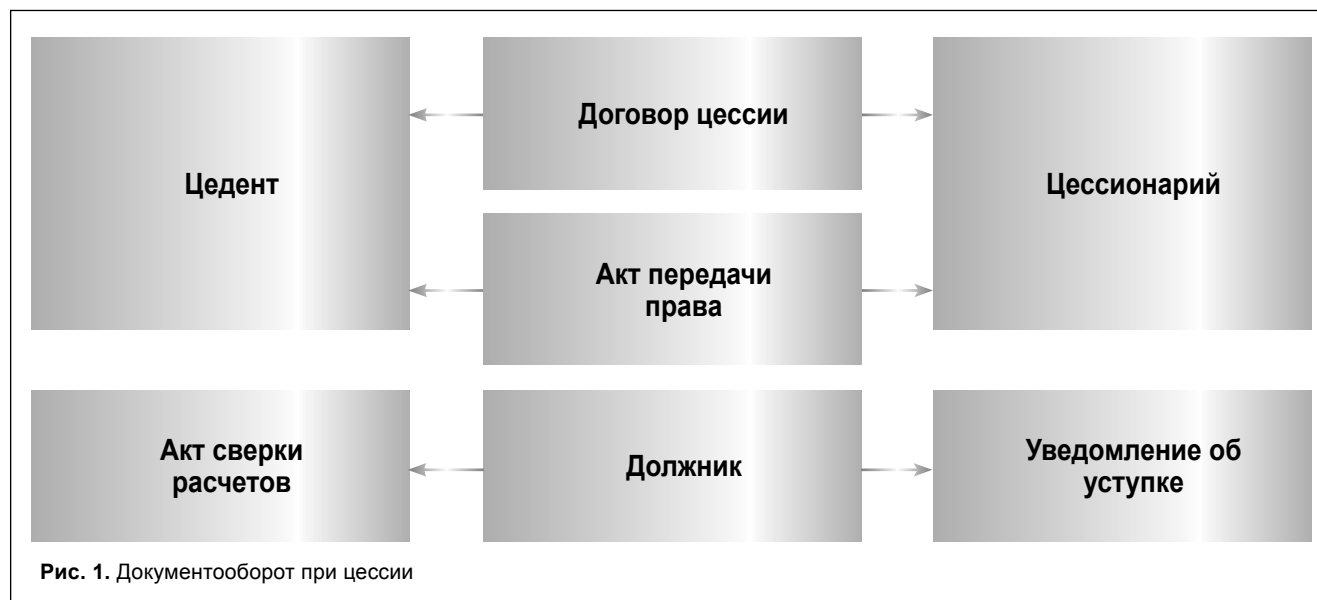 Договор цессии
Цедент
Цессионарий
Акт передачи
права
Акт сверки
расчетов
Должник
Уведомление об
уступке
Рис. 1. Документооборот при цессии